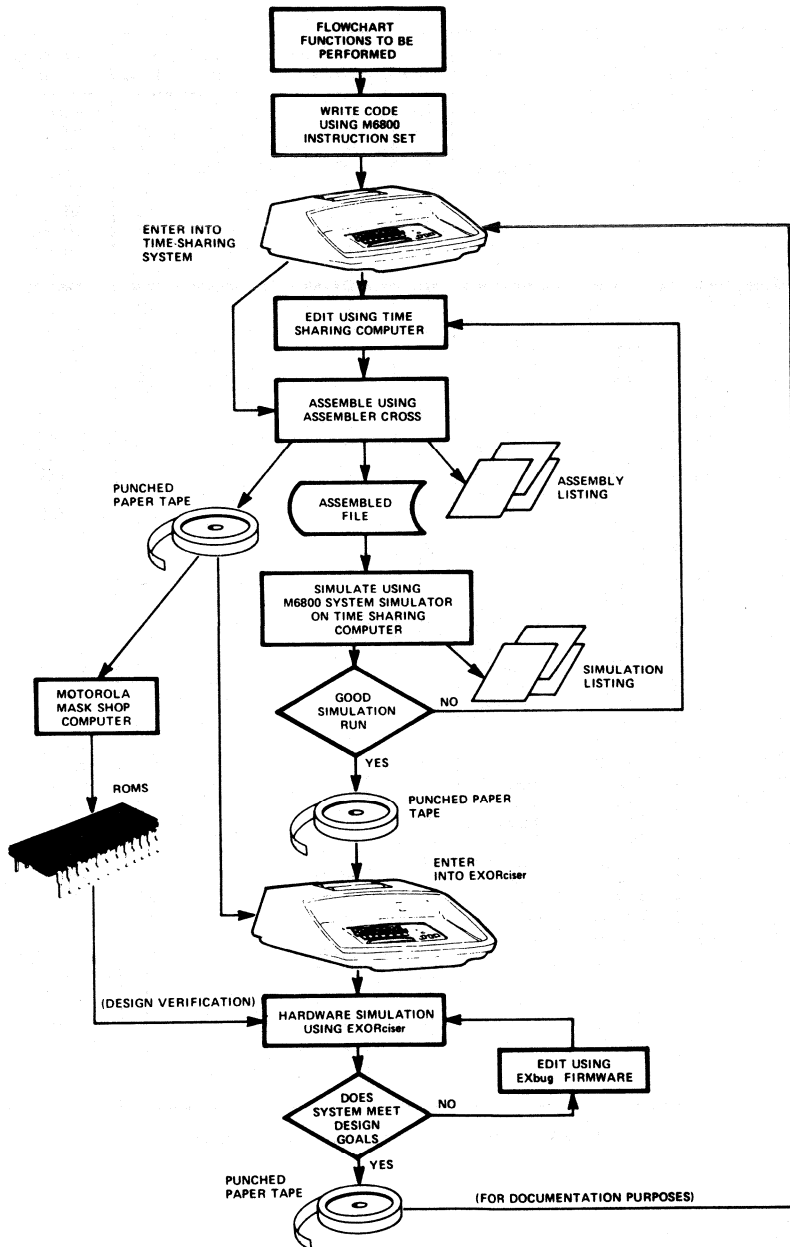 FLOWCHART
FUNCTIONS TO BE
PERFORMED
WRITE CODE
USING M6800
INSTRUCTION SET
ENTER INTO
TIME-SHARING
SYSTEM
EDIT USING TIME
SHARING COMPUTER
ASSEMBLE USING
ASSEMBLER CROSS
PUNCHED
PAPER TAPE
ASSEMBLED
FILE
ASSEMBLY
LISTING
SIMULATE USING
M6800 SYSTEM SIMULATOR
ON TIME SHARING
COMPUTER
SIMULATION
LISTING
MOTOROLA
MASK SHOP
COMPUTER
GOOD
SIMULATION
RUN
NO
YES
ROMS
PUNCHED PAPER
TAPE
ENTER
INTO EXORciser
(DESIGN VERIFICATION)
HARDWARE SIMULATION
USING EXORciser
EDIT USING
EXbug FIRMWARE
DOES
SYSTEM MEET
DESIGN
GOALS
NO
YES
PUNCHED
PAPER TAPE
(FOR DOCUMENTATION PURPOSES)